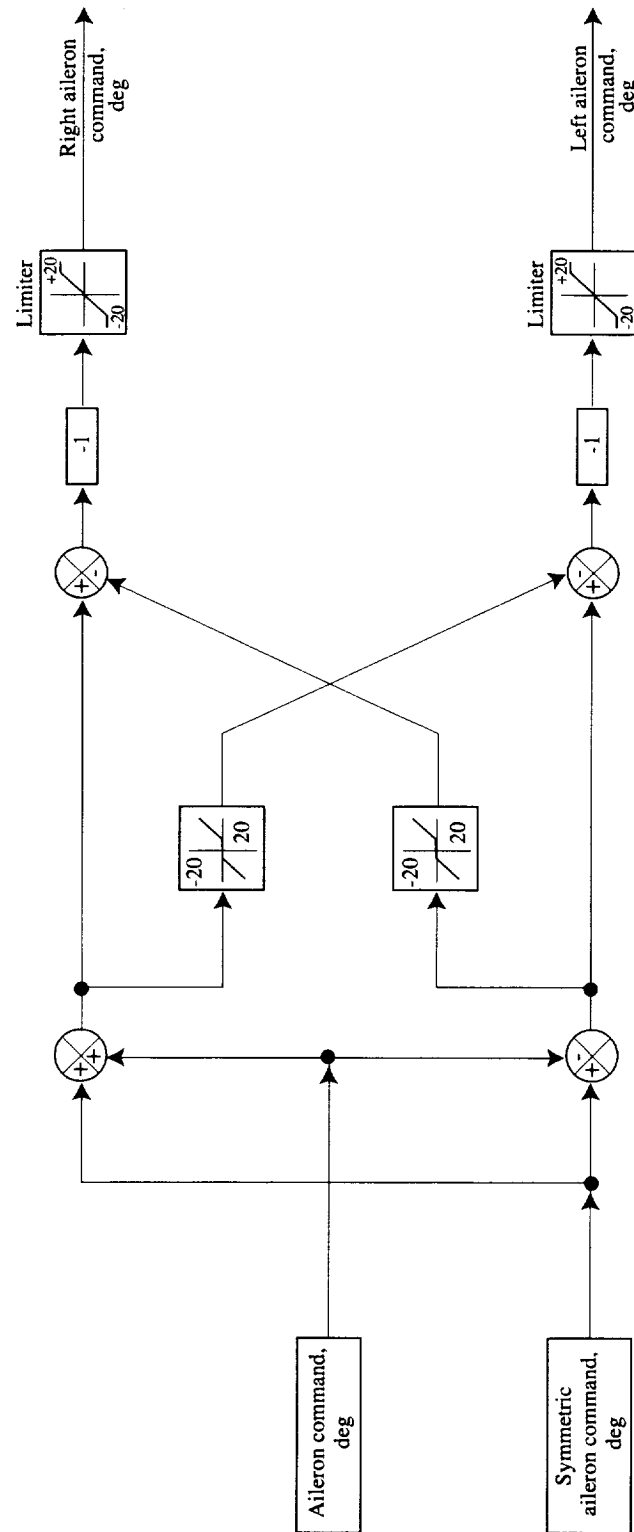 Right aileron
command,
deg
Limiter
+20
-20
-1
+
-
-20
20
+
+
Aileron command,
deg
Left aileron
command,
deg
Limiter
+20
-20
-1
+
-
-20
20
+
-
Symmetric
aileron command,
deg